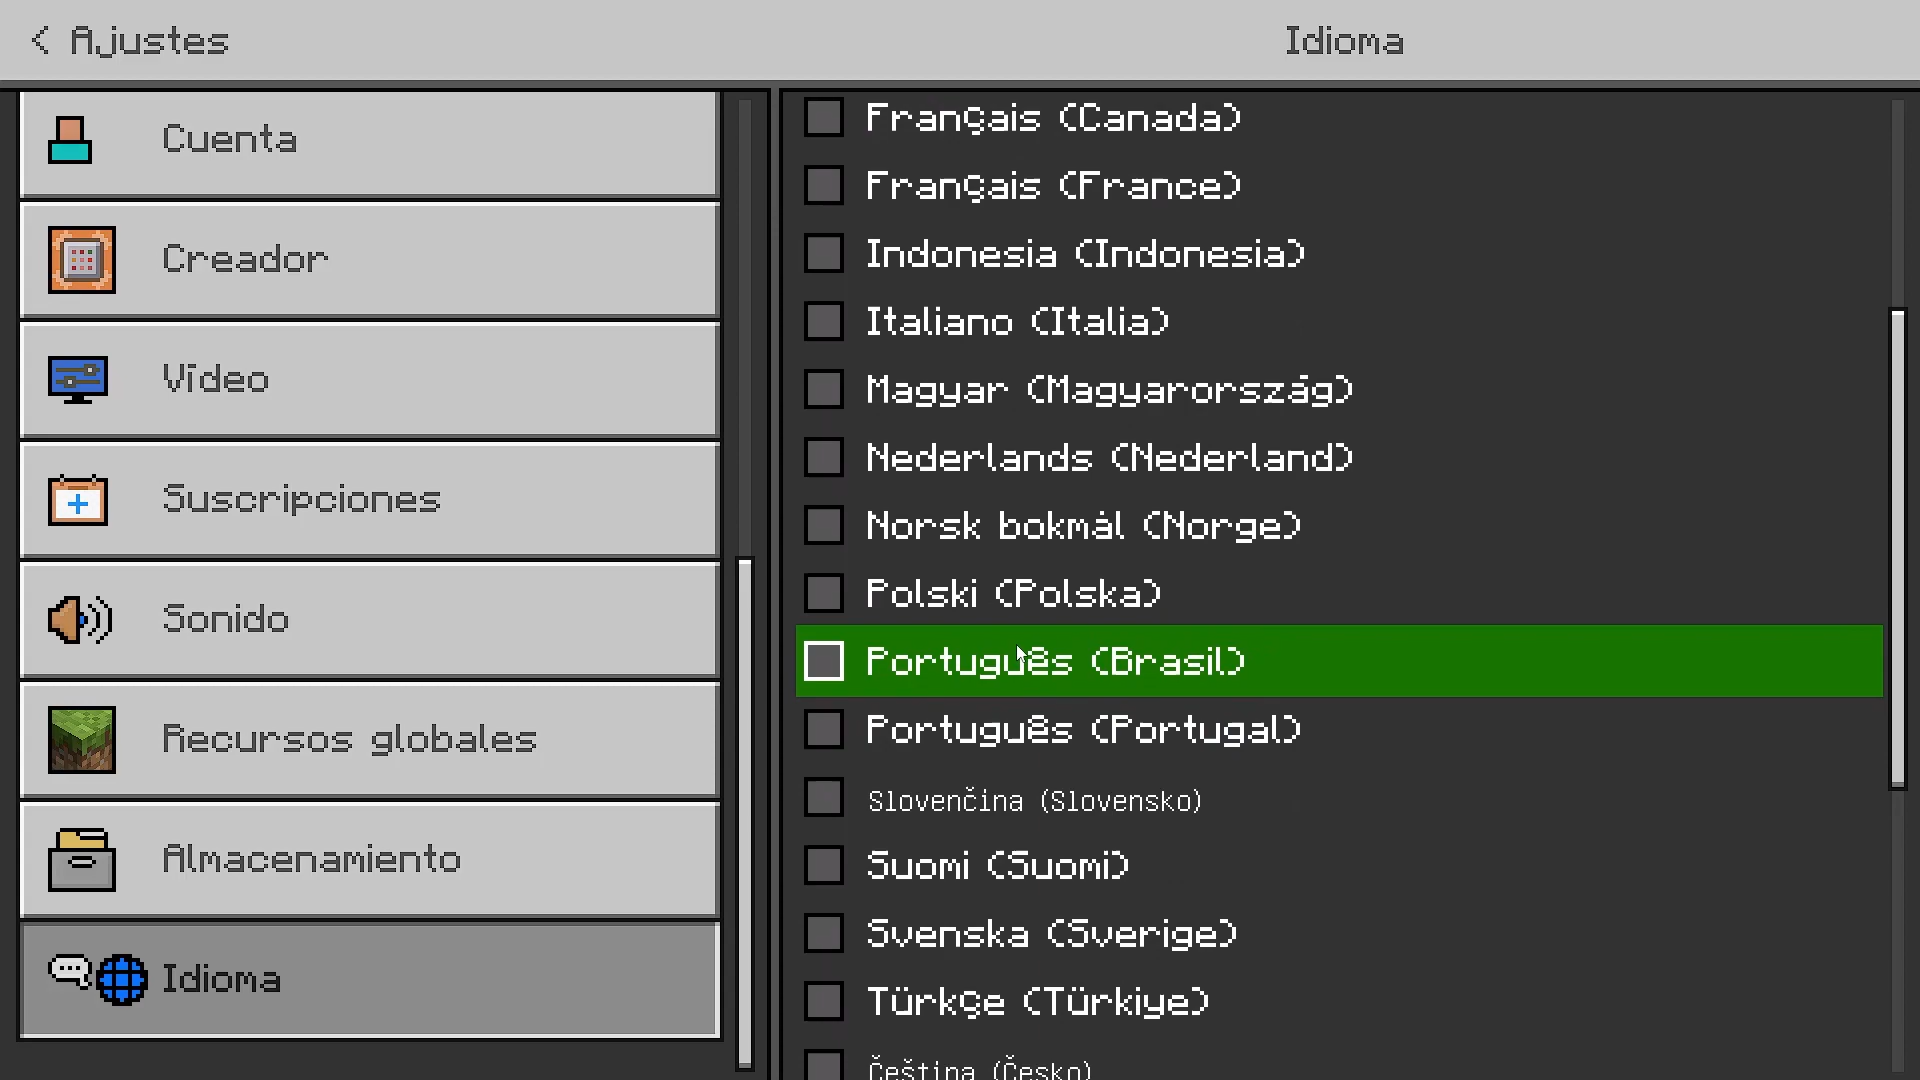 Ajustes
Idioma
Cuenta
Creador
Vídeo
Suscripciones
Sonido
Recursos globales
Almacenamiento
Idioma
Français (Canada)
Français (France)
Indonesia (Indonesia)
Italiano (Italia)
Magyar (Magyarország)
Nederlands (Nederland)
Norsk bokmål (Norge)
Polski (Polska)
Português (Brasil)
Português (Portugal)
Slovenčina (Slovensko)
Suomi (Suomi)
Svenska (Sverige)
Türkçe (Türkiye)
Čeština (Česko)